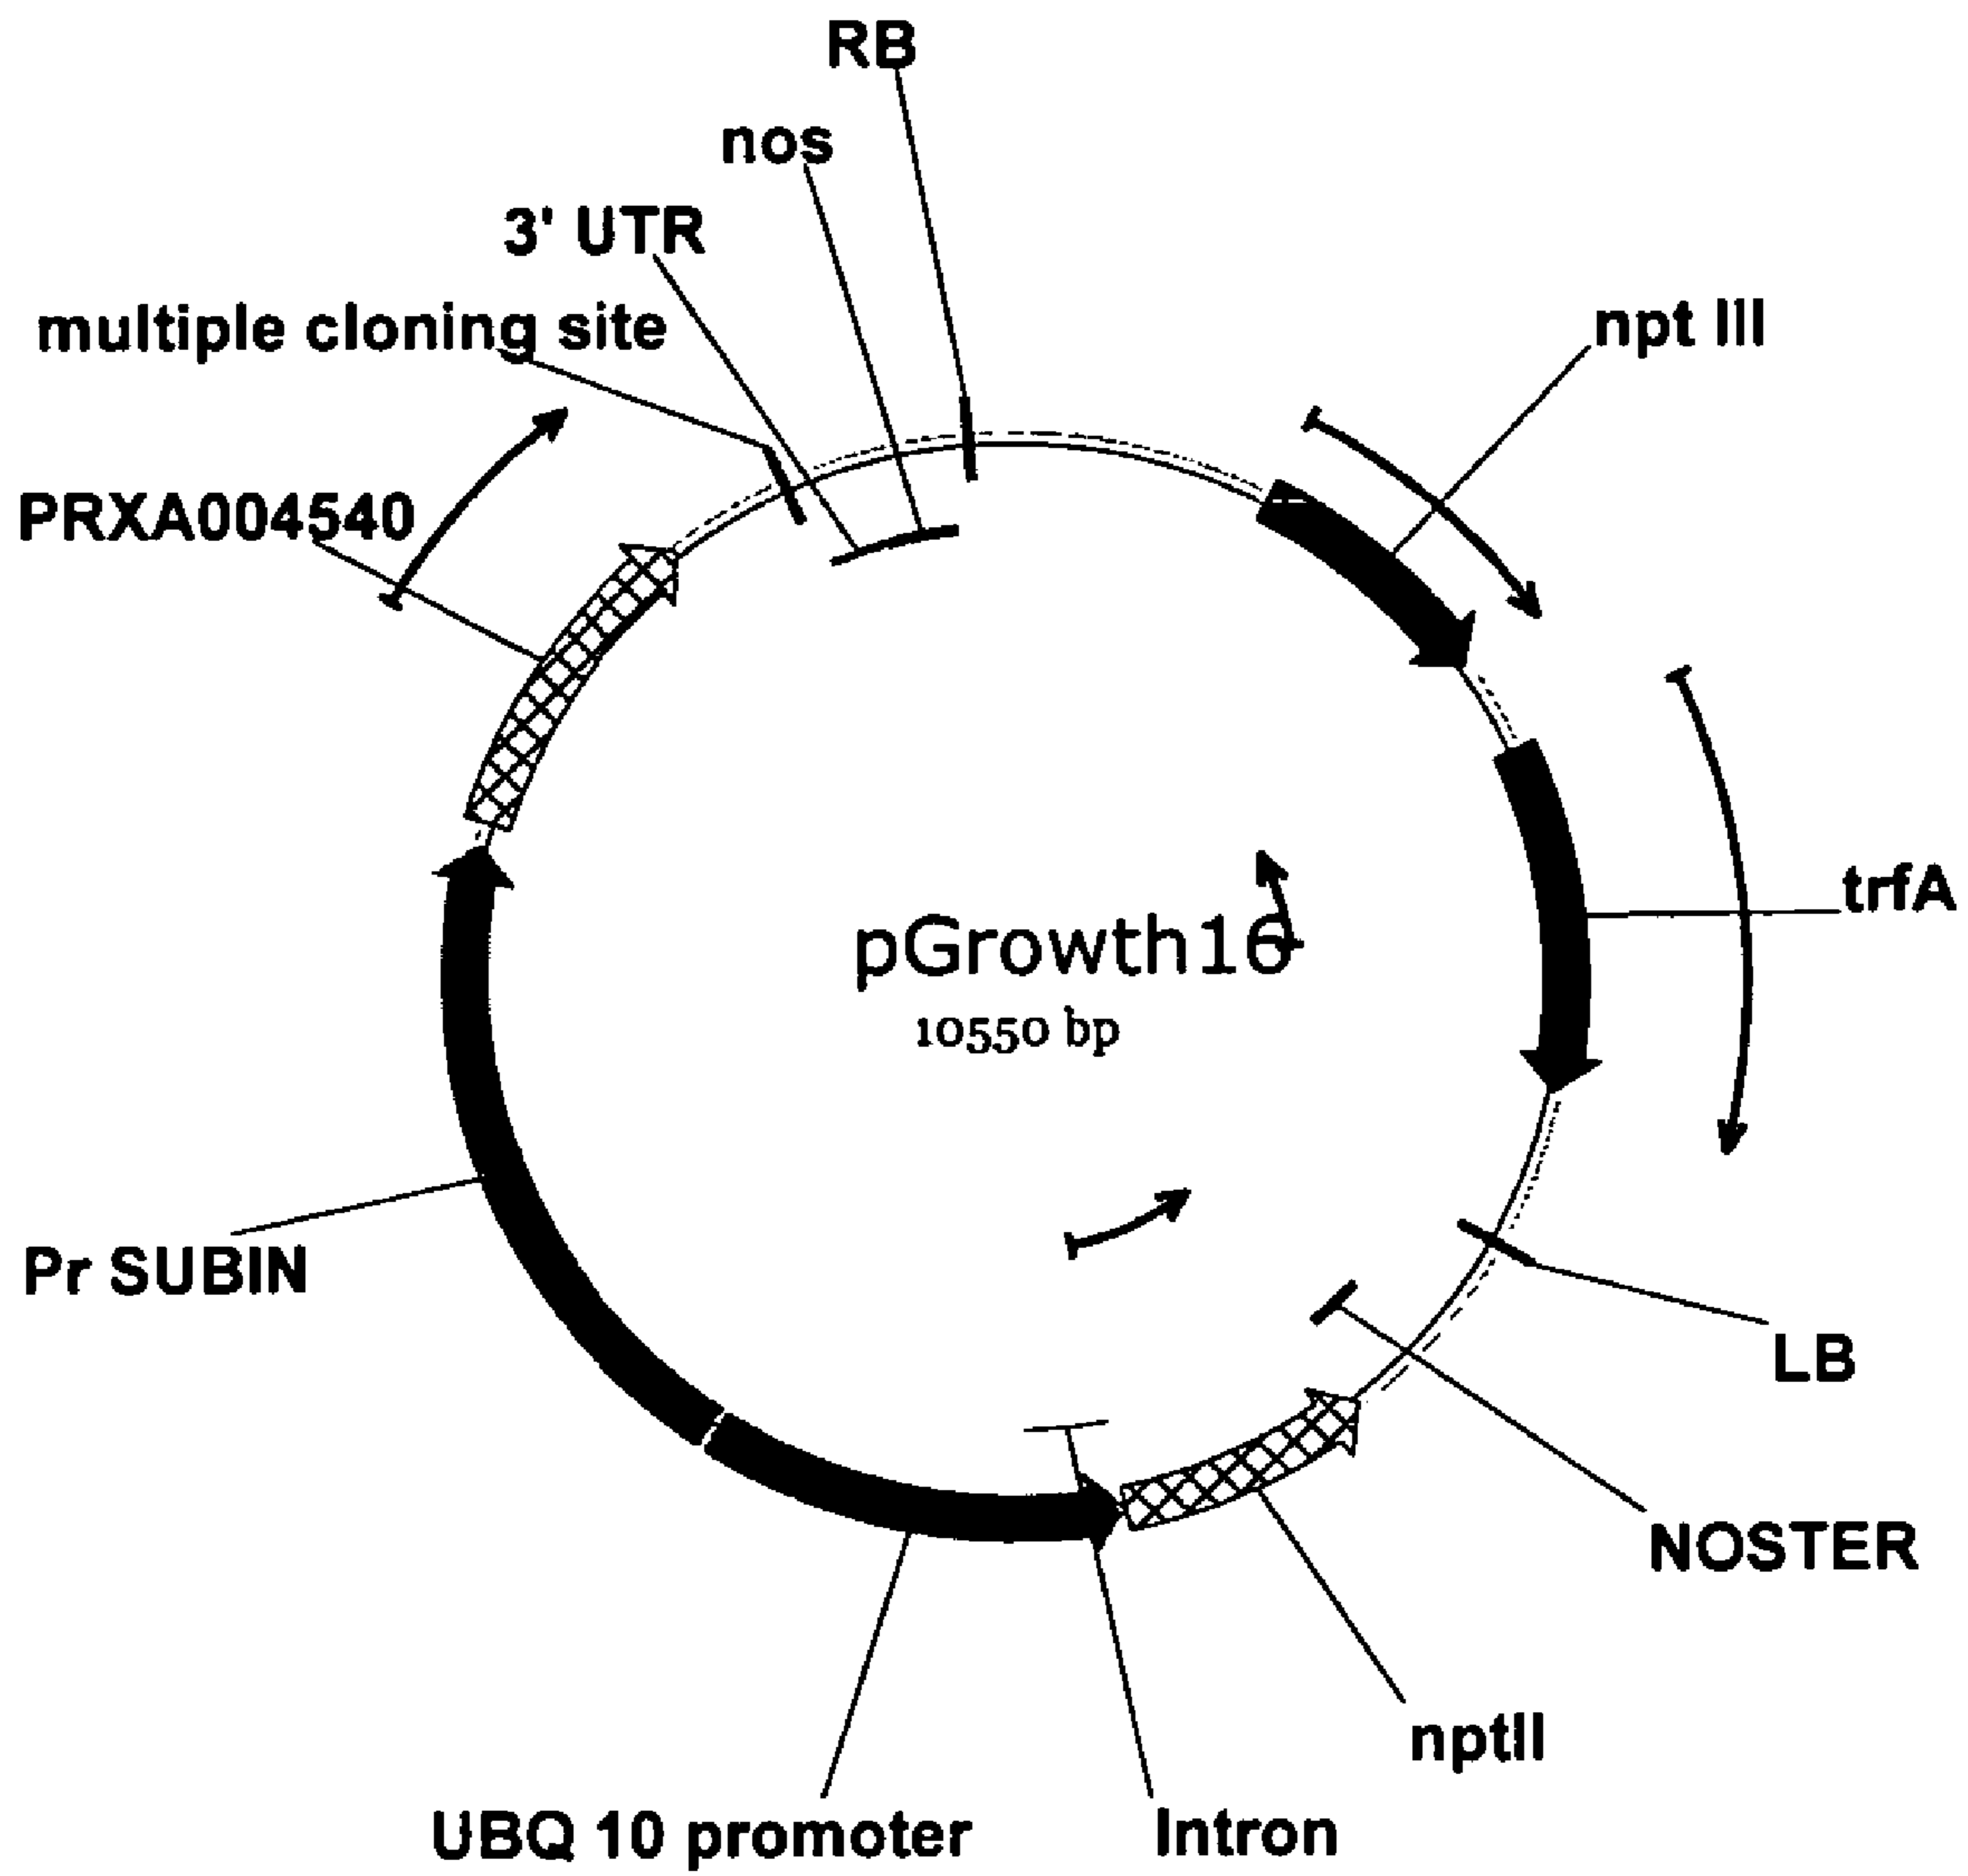 RB
nos
3' UTR
multiple cloning site
npt III
PRXA004540
trfA
pGrowth16
10550 bp
Pr SUBIN
LB
NOSTER
nptII
UBQ 10 promoter
Intron